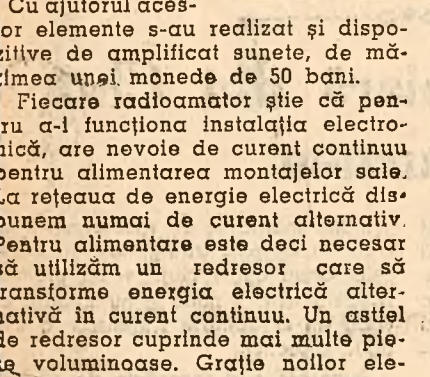 Cu ajutorul aces-
or elemente s-au realizat și dispo-
zitive de amplificat sunete, de mă-
rimea unei monede de 50 bani.
Fiecare radioamator știe că pen-
ru a-l funcționa instalația electro-
nică, are nevoie de curent continuu
pentru alimentarea montajelor sale.
La rețeaua de energie electrică dis-
punem numai de curent alternativ.
Pentru alimentare este deci necesar
să utilizăm un redresor care să
ransforme energia electrică alter-
nativă în curent continuu. Un astfel
de redresor cuprinde mai multe pie-
se voluminoase. Grație noilor ele-